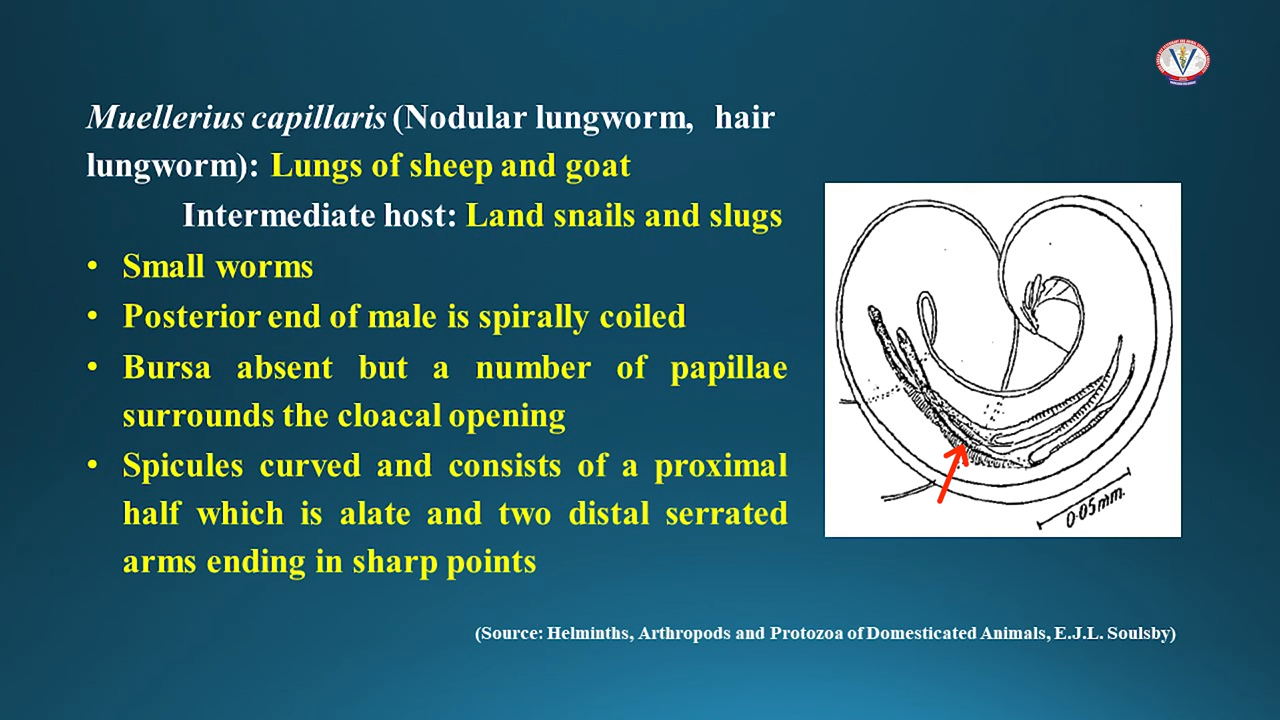 Muellerius capillaris (Nodular lungworm, hair
lungworm): Lungs of sheep and goat
Intermediate host: Land snails and slugs
• Small worms
• Posterior end of male is spirally coiled
• Bursa absent but a number of papillae
surrounds the cloacal opening
• Spicules curved and consists of a proximal
half which is alate and two distal serrated
arms ending in sharp points
0.05mm.
(Source: Helminths, Arthropods and Protozoa of Domesticated Animals, E.J.L. Soulsby)